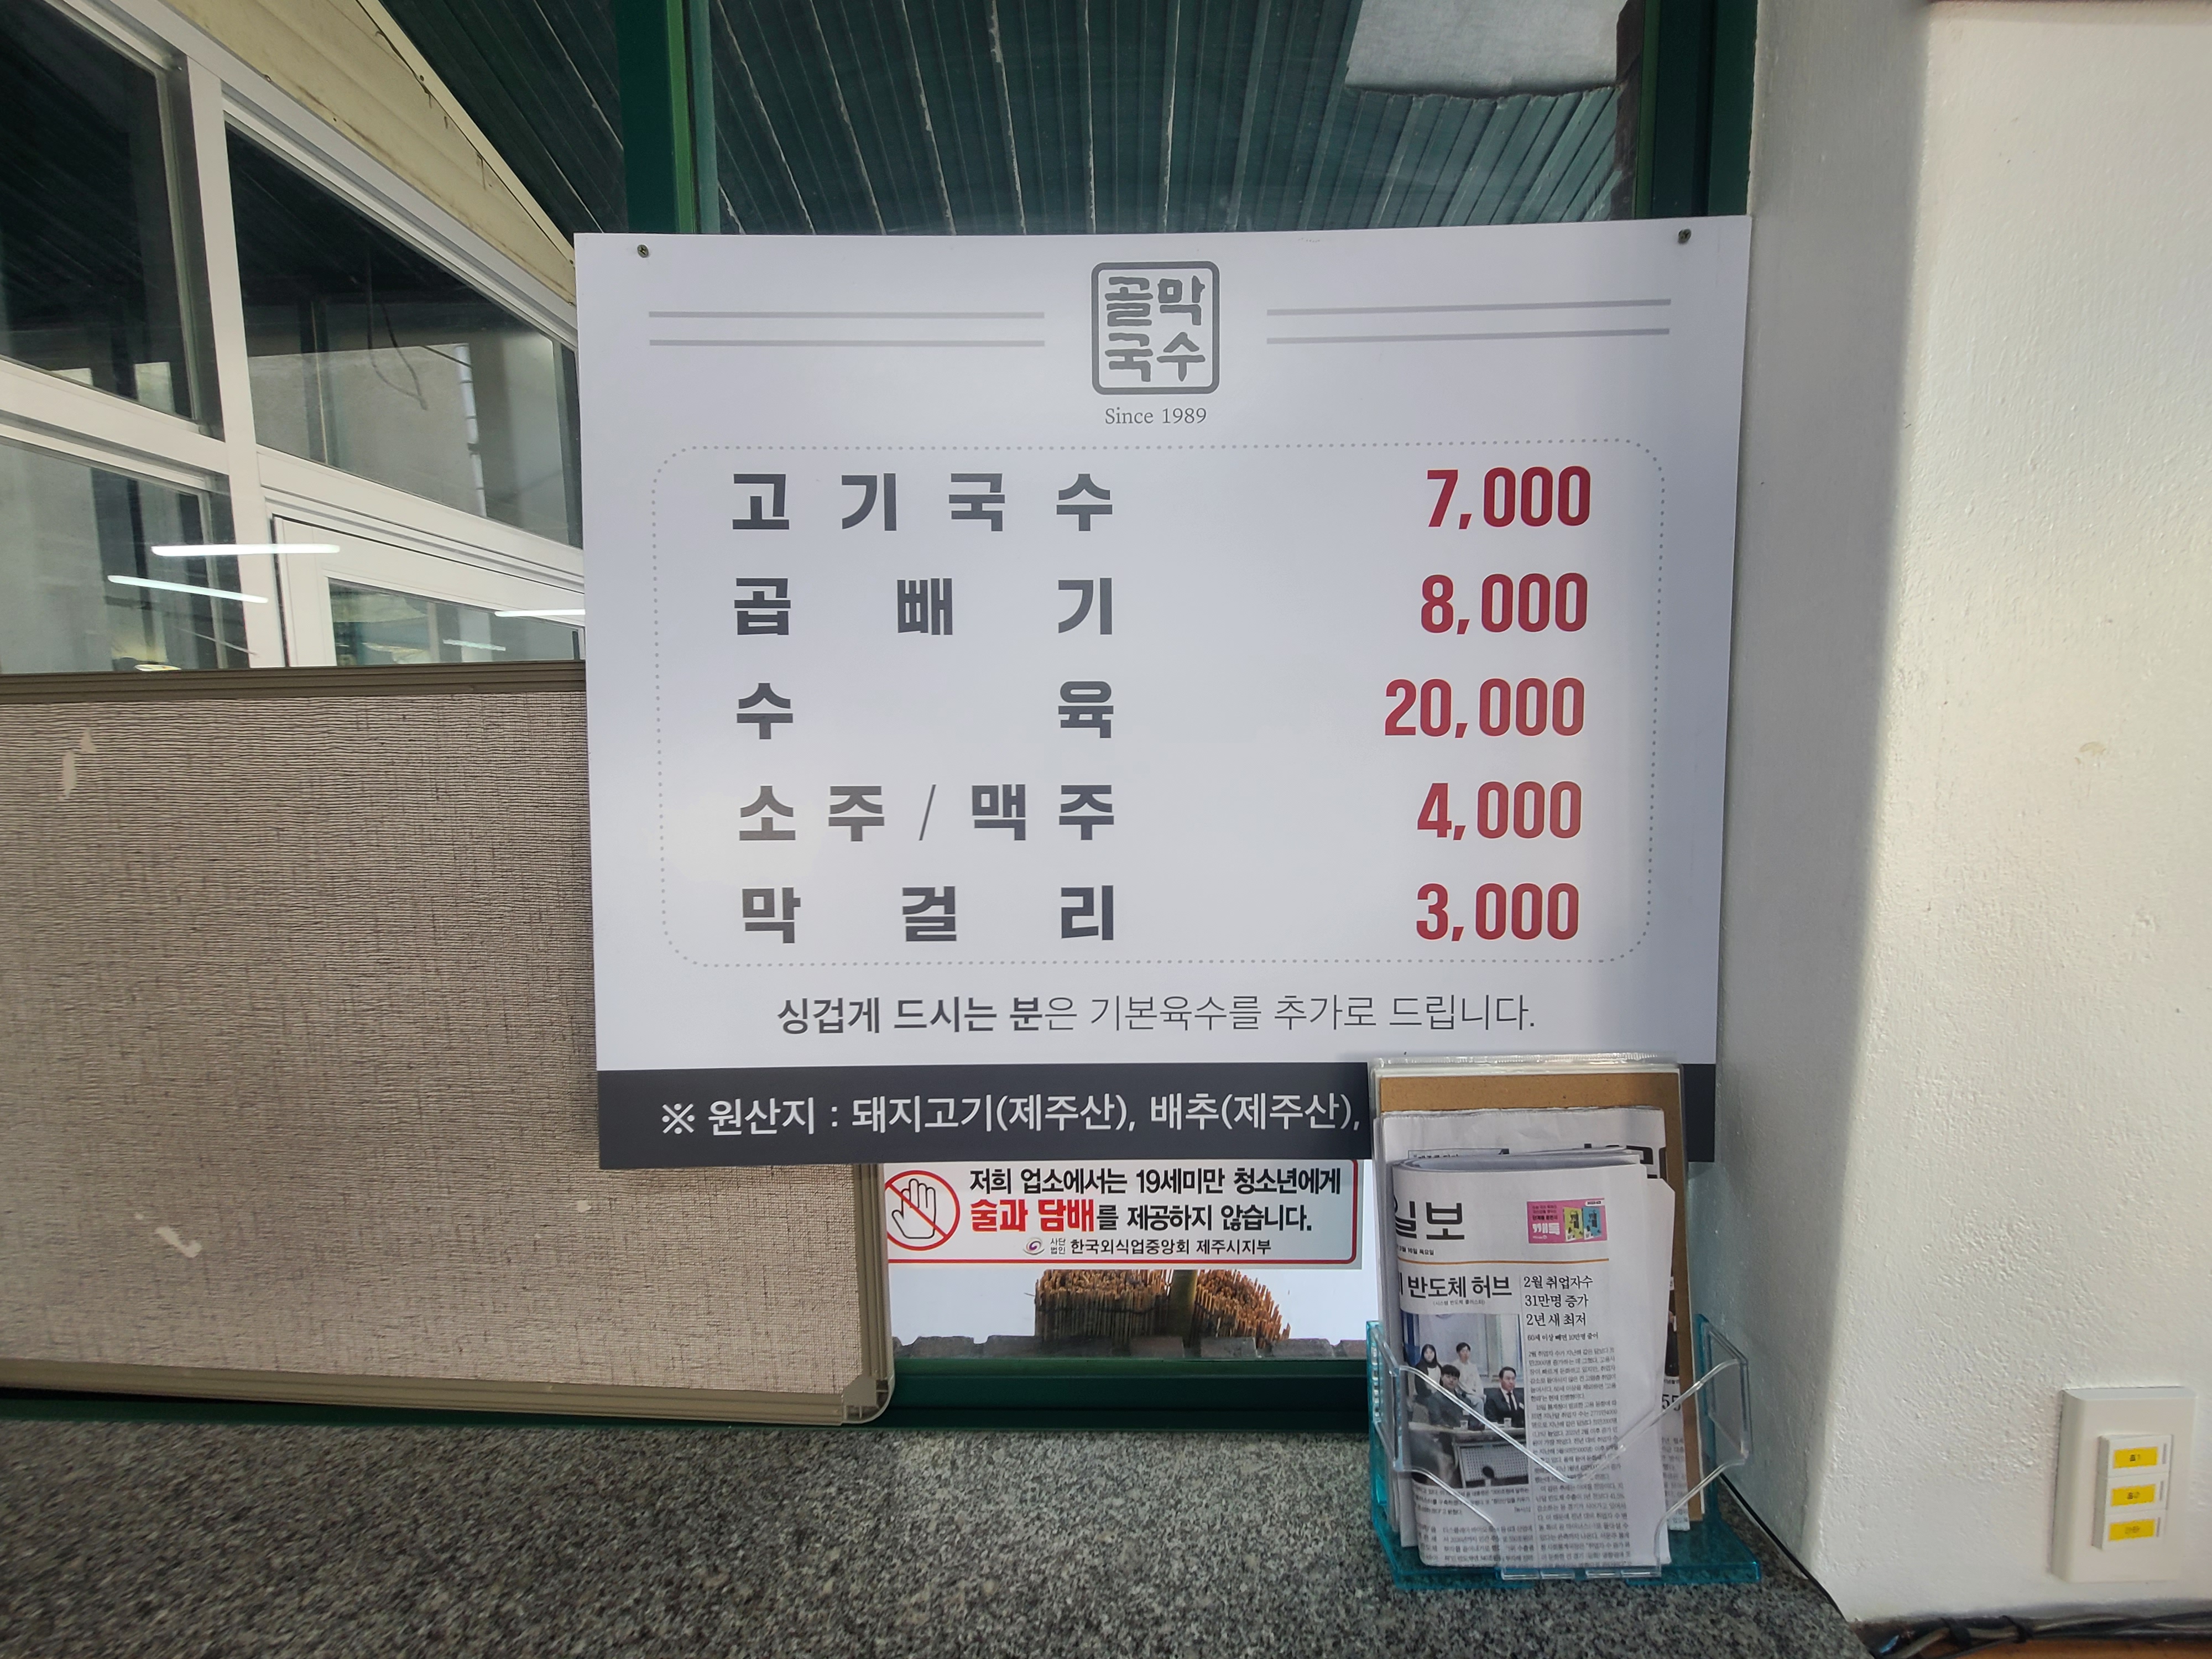 골막
국수
Since 1989
고기국수 7,000
곱빼기 8,000
수육 20,000
소주/맥주 4,000
막걸리 3,000
싱겁게 드시는 분은 기본육수를 추가로 드립니다.
※ 원산지 : 돼지고기(제주산), 배추(제주산),
저희 업소에서는 19세미만 청소년에게
술과 담배를 제공하지 않습니다.
사단법인 한국외식업중앙회 제주시지부
일보
반도체 허브
2월 취업자수
31만명 증가
2년 새 최저